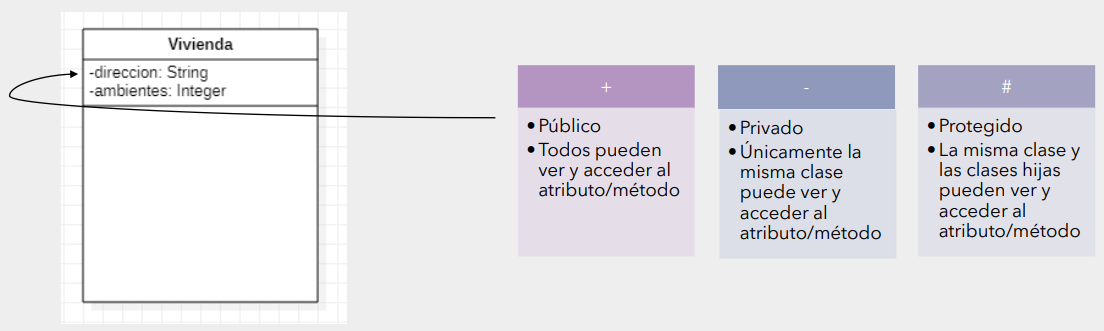 Vivienda
-direccion: String
-ambientes: Integer
+
• Público
• Todos pueden
ver y acceder al
atributo/método
-
• Privado
• Únicamente la
misma clase
puede ver y
acceder al
atributo/método
#
• Protegido
• La misma clase y
las clases hijas
pueden ver y
acceder al
atributo/método